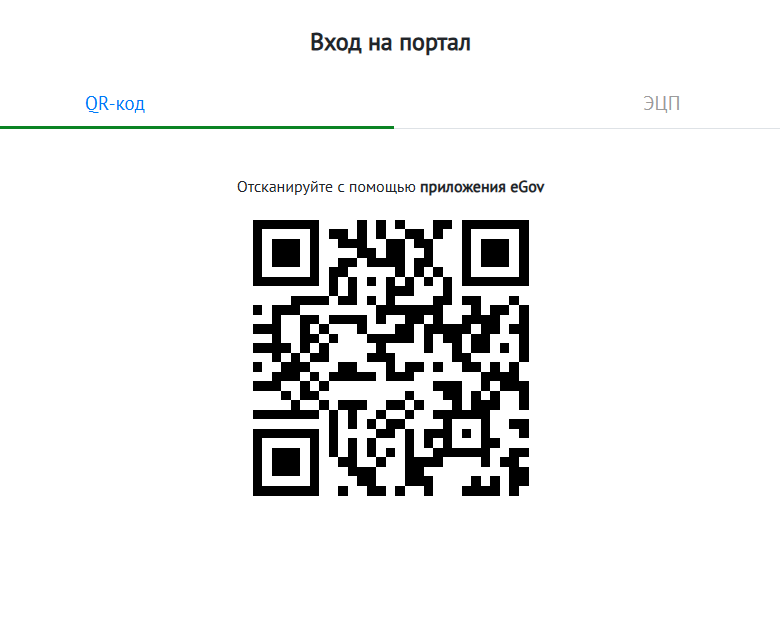 Вход на портал
QR-код ЭЦП
Отсканируйте с помощью приложения eGov